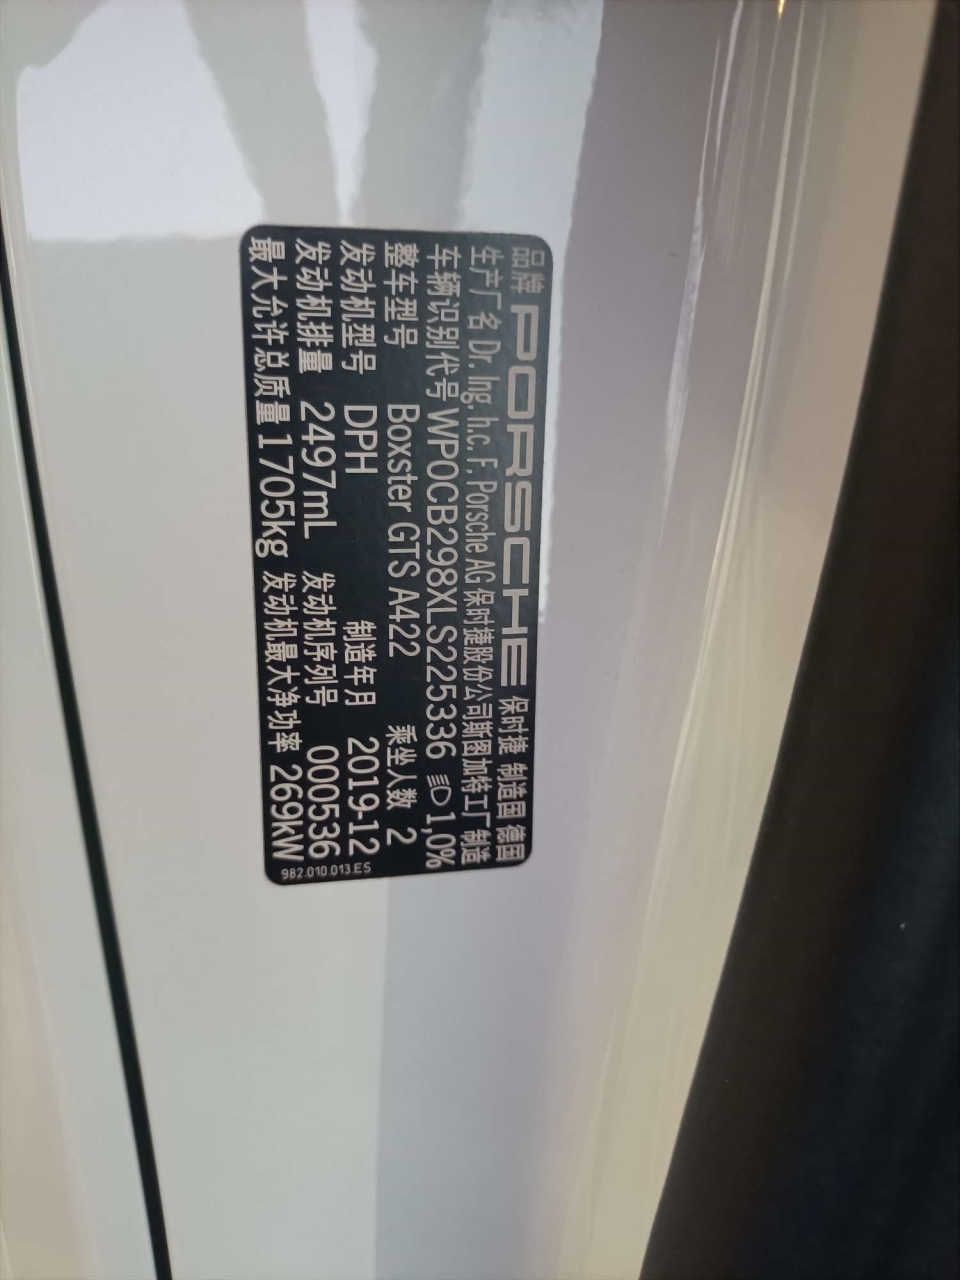 品牌 PORSCHE 保时捷 制造国 德国
生产厂名 Dr. Ing. h.c. F. Porsche AG 保时捷股份公司斯图加特工厂制造
车辆识别代号 WP0CB298XLS225336 1,0%
整车型号 Boxster GTS A422 乘坐人数 2
发动机型号 DPH 制造年月 2019-12
发动机排量 2497mL 发动机序列号 000536
最大允许总质量 1705kg 发动机最大净功率 269kW
982.010.013.ES